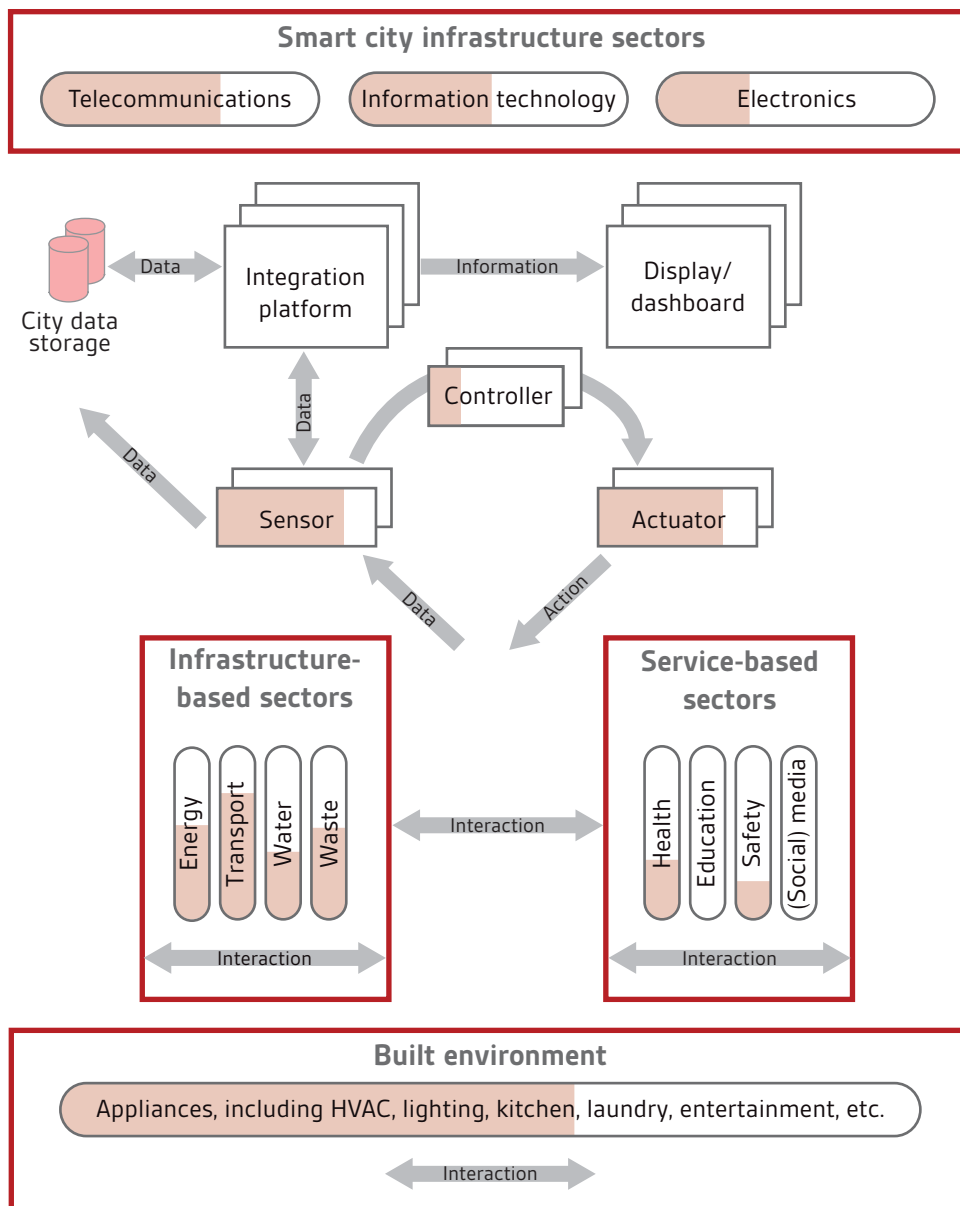 Smart city infrastructure sectors
Telecommunications
Information technology
Electronics
Data
Integration
platform
Information
Display/
dashboard
City data
storage
Controller
Data
Data
Sensor
Actuator
Data
Action
Infrastructure-
based sectors
Service-based
sectors
Energy
Transport
Water
Waste
Interaction
Health
Education
Safety
(Social) media
Interaction
Interaction
Built environment
Appliances, including HVAC, lighting, kitchen, laundry, entertainment, etc.
Interaction